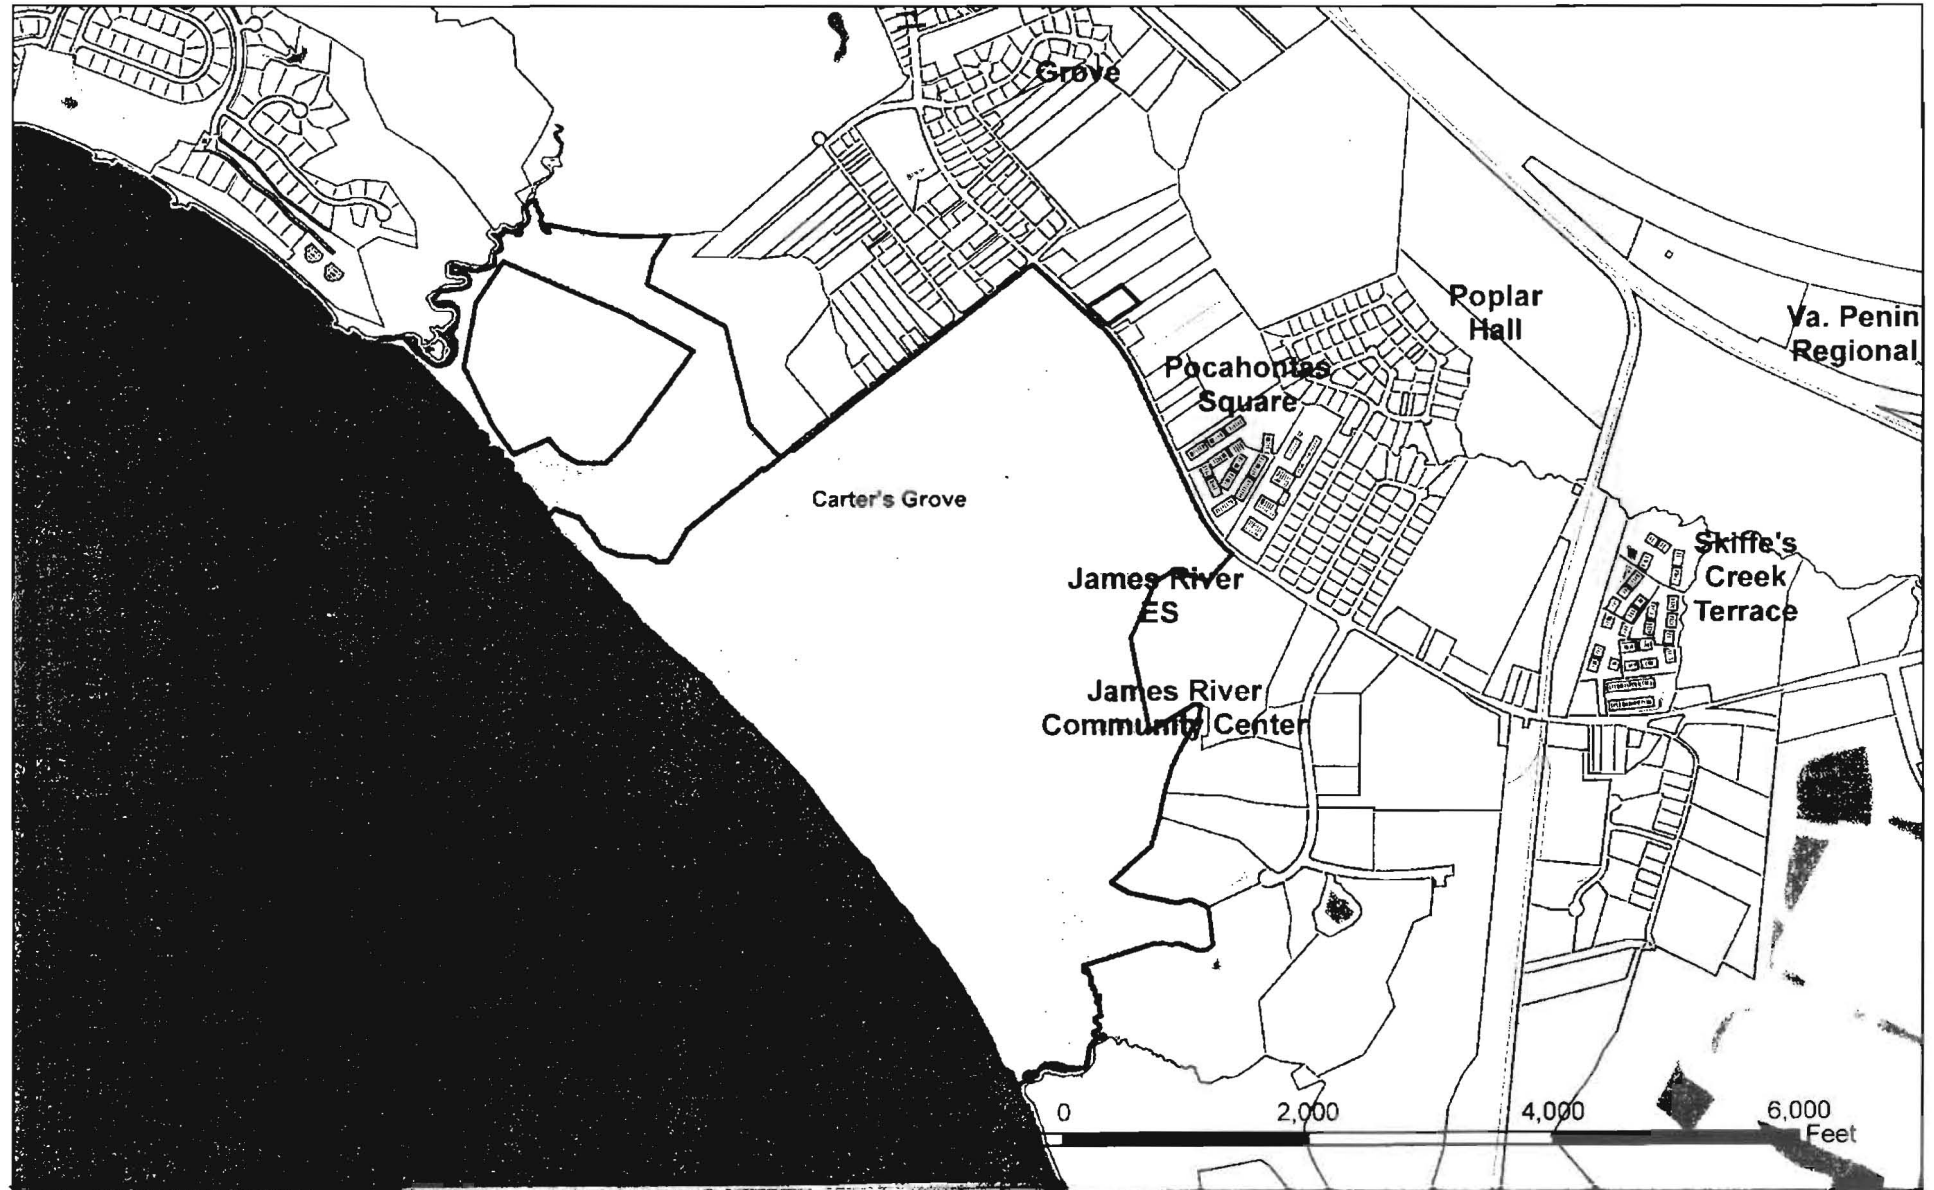 Grove
Poplar
Hall
Va. Penin
Regional
Pocahontas
Square
Carter's Grove
Skiffe's
Creek
Terrace
James River
ES
James River
Community Center
0 2,000 4,000 6,000
Feet